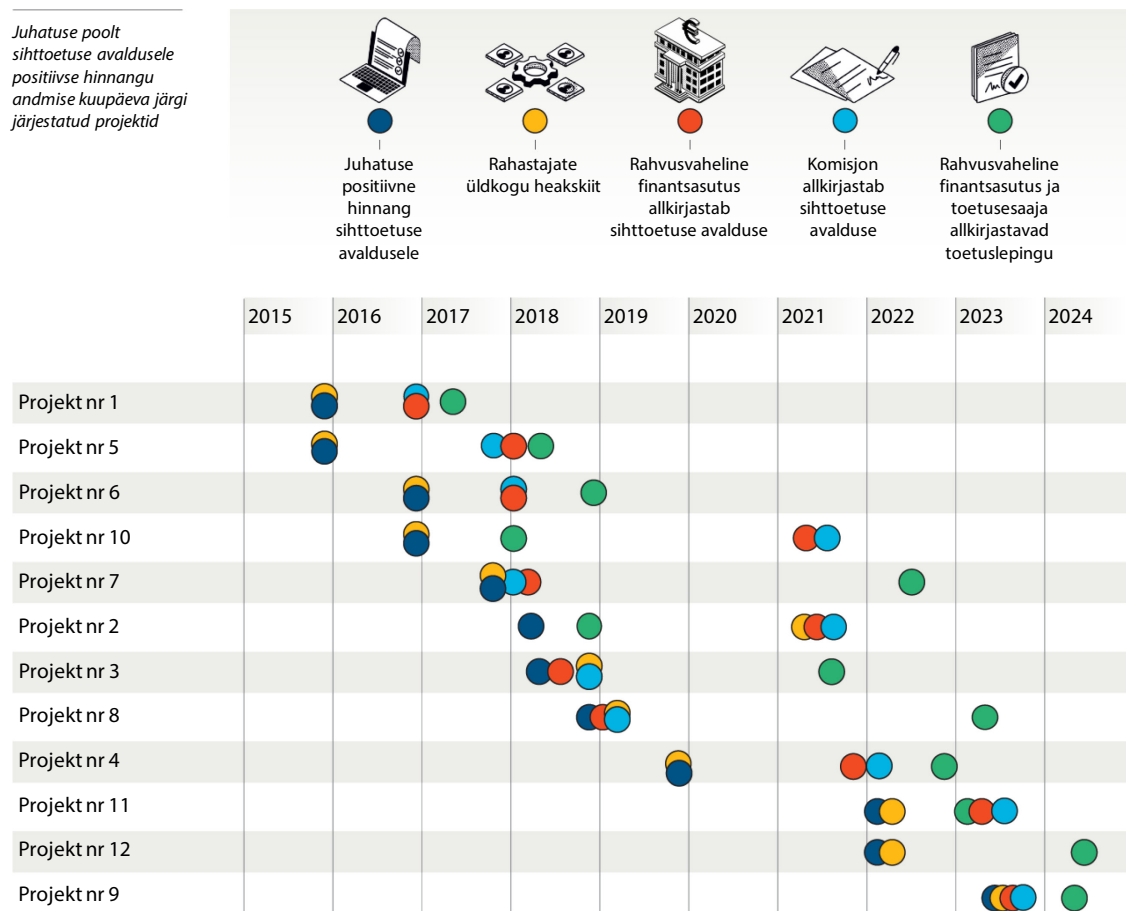 Juhatuse poolt
sihttoetuse avaldusele
positiivse hinnangu
andmise kuupäeva järgi
järjestatud projektid
Juhatuse
positiivne
hinnang
sihttoetuse
avaldusele
Rahastajate
üldkogu heakskiit
Rahvusvaheline
finantsasutus
allkirjastab
sihttoetuse avalduse
Komisjon
allkirjastab
sihttoetuse
avalduse
Rahvusvaheline
finantsasutus ja
toetusesaaja
allkirjastavad
toetuslepingu
2015 2016 2017 2018 2019 2020 2021 2022 2023 2024
Projekt nr 1
Projekt nr 5
Projekt nr 6
Projekt nr 10
Projekt nr 7
Projekt nr 2
Projekt nr 3
Projekt nr 8
Projekt nr 4
Projekt nr 11
Projekt nr 12
Projekt nr 9